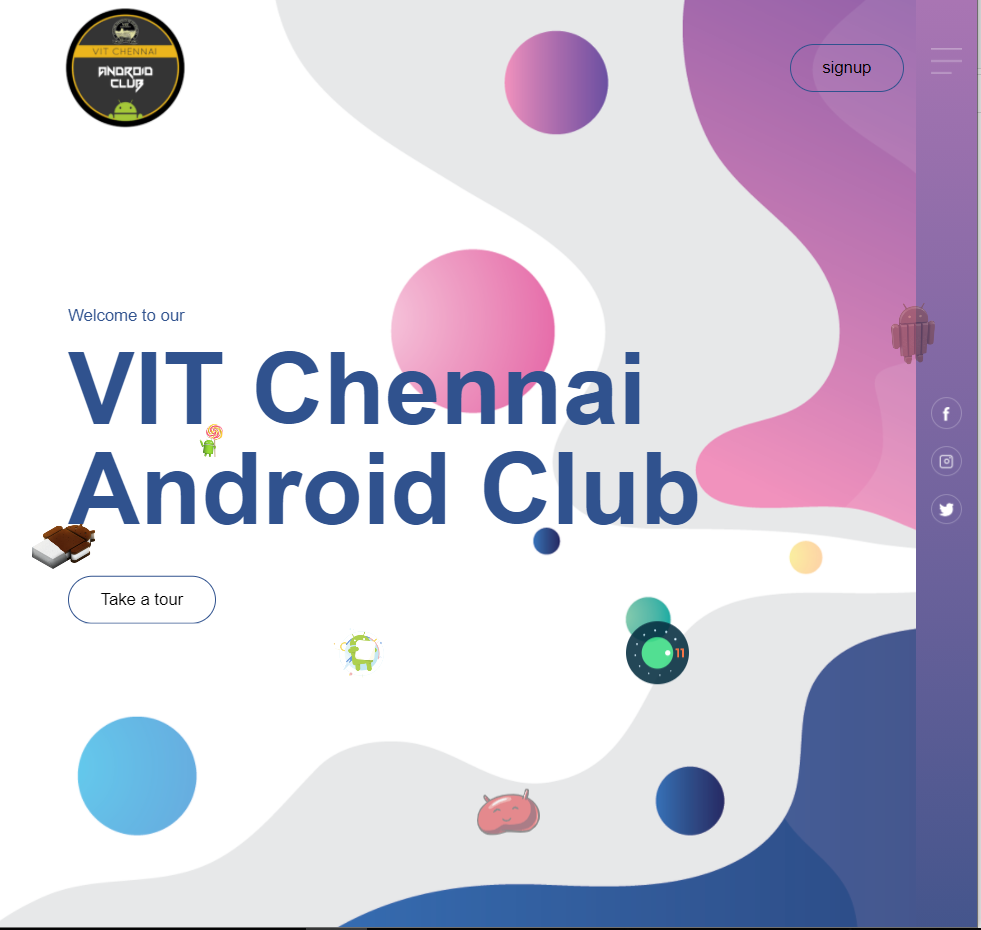 VIT CHENNAI
ANDROID
CLUB
signup
Welcome to our
VIT Chennai
Android Club
Take a tour
11